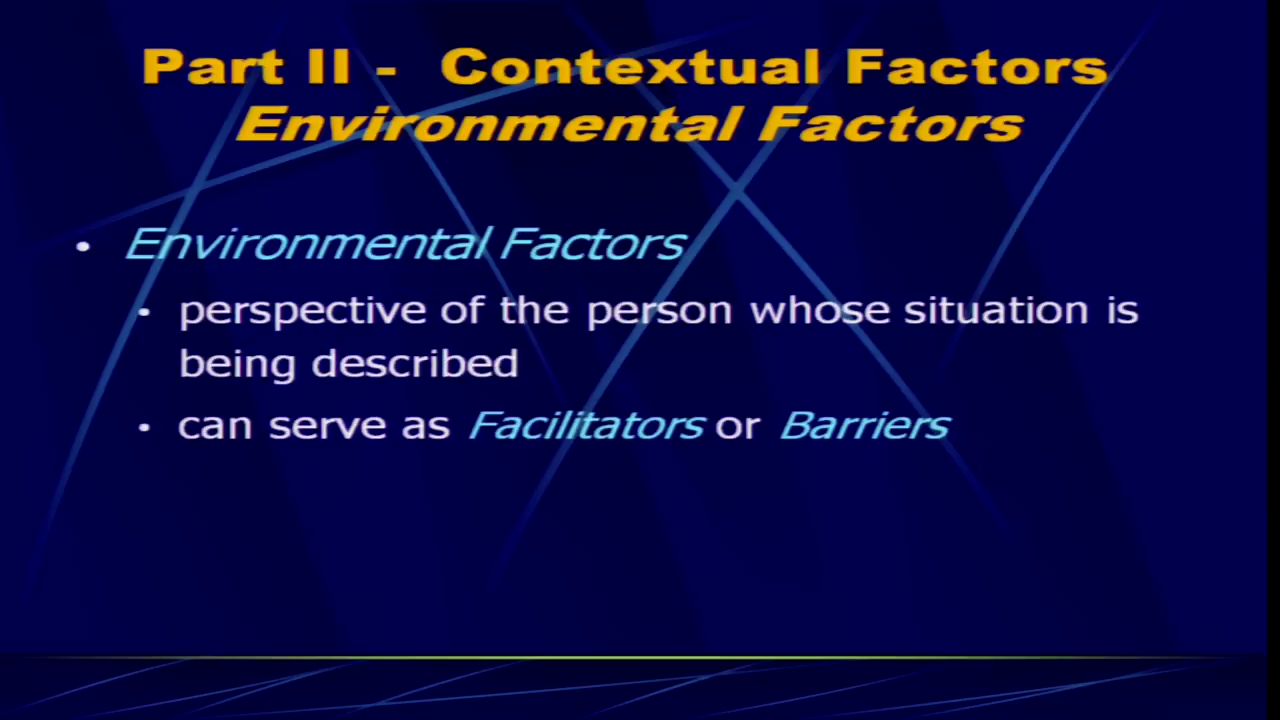 Part II - Contextual Factors
Environmental Factors
• Environmental Factors
• perspective of the person whose situation is
being described
• can serve as Facilitators or Barriers